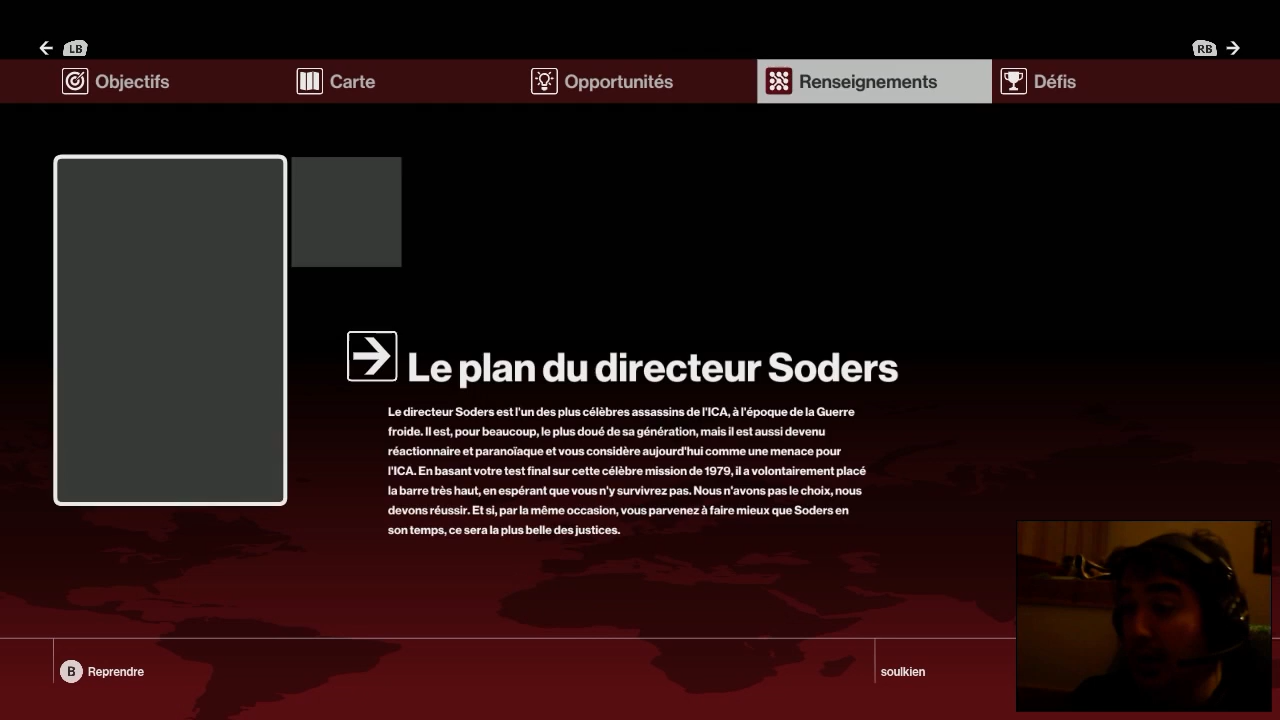 LB
RB
Objectifs
Carte
Opportunités
Renseignements
Défis
Le plan du directeur Soders
Le directeur Soders est l'un des plus célèbres assassins de l'ICA, à l'époque de la Guerre
froide. Il est, pour beaucoup, le plus doué de sa génération, mais il est aussi devenu
réactionnaire et paranoïaque et vous considère aujourd'hui comme une menace pour
l'ICA. En basant votre test final sur cette célèbre mission de 1979, il a volontairement placé
la barre très haut, en espérant que vous n'y survivrez pas. Nous n'avons pas le choix, nous
devons réussir. Et si, par la même occasion, vous parvenez à faire mieux que Soders en
son temps, ce sera la plus belle des justices.
B Reprendre
soulkien